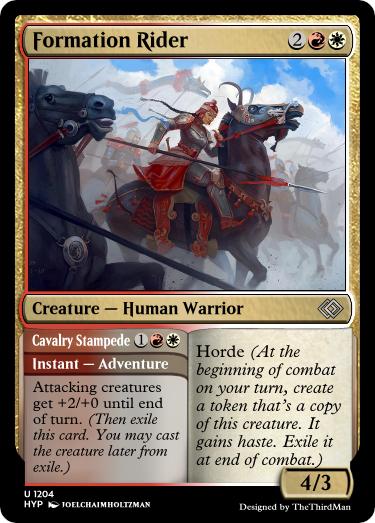 Formation Rider 2
Creature — Human Warrior
Cavalry Stampede 1
Instant — Adventure
Attacking creatures
get +2/+0 until end
of turn. (Then exile
this card. You may cast
the creature later from
exile.)
Horde (At the
beginning of combat
on your turn, create
a token that's a copy
of this creature. It
gains haste. Exile it
at end of combat.)
4/3
U 1204
HYP JOELCHAIMHOLTZMAN
Designed by TheThirdMan